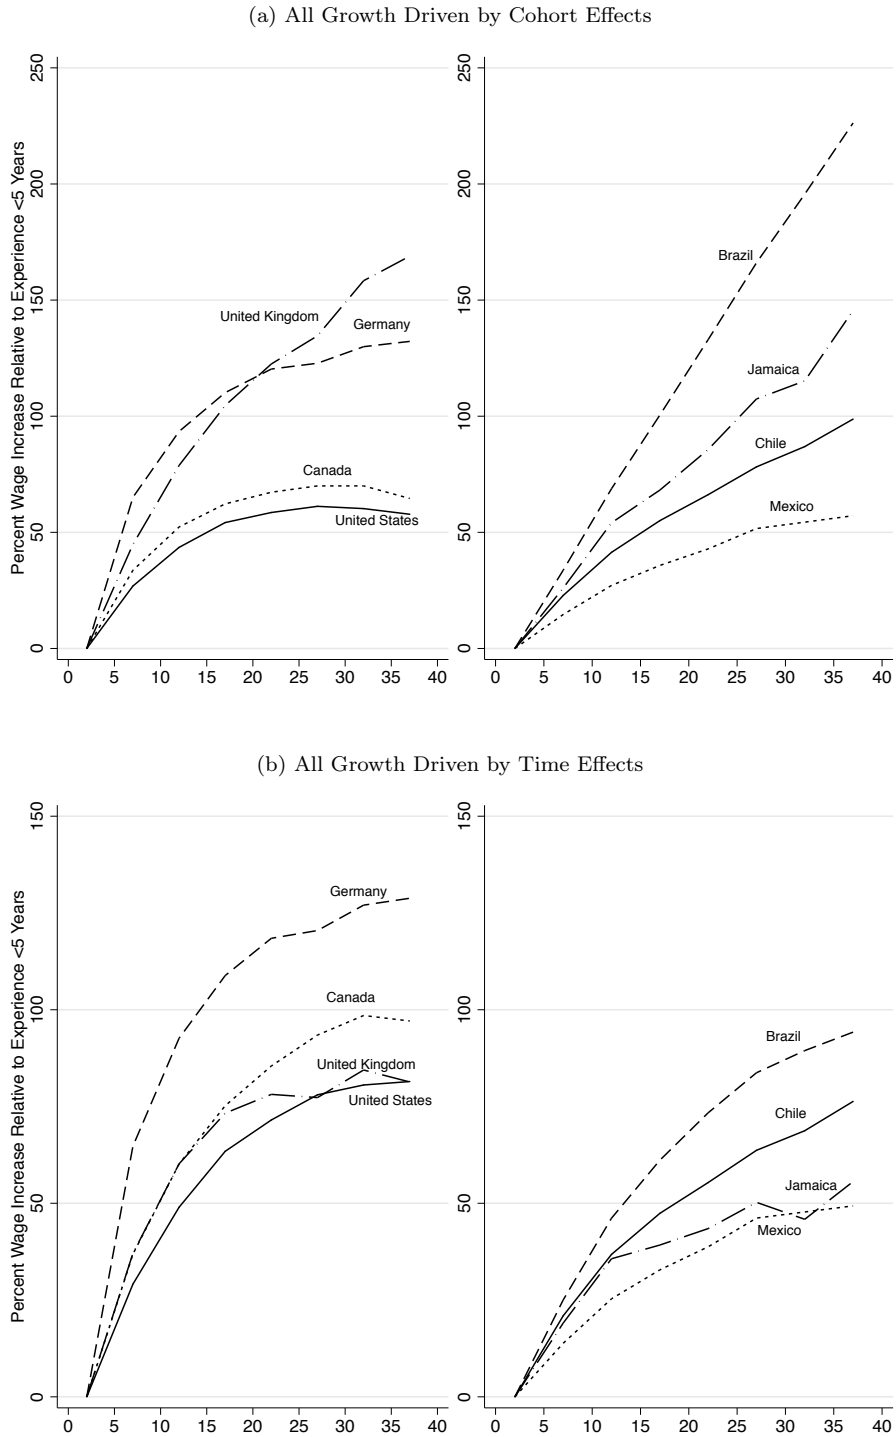 (a) All Growth Driven by Cohort Effects
Percent Wage Increase Relative to Experience <5 Years
250
200
150
100
50
0
United Kingdom
Germany
Canada
United States
0 5 10 15 20 25 30 35 40
250
200
150
100
50
0
Brazil
Jamaica
Chile
Mexico
0 5 10 15 20 25 30 35 40
(b) All Growth Driven by Time Effects
Percent Wage Increase Relative to Experience <5 Years
150
100
50
0
Germany
Canada
United Kingdom
United States
0 5 10 15 20 25 30 35 40
150
100
50
0
Brazil
Chile
Jamaica
Mexico
0 5 10 15 20 25 30 35 40